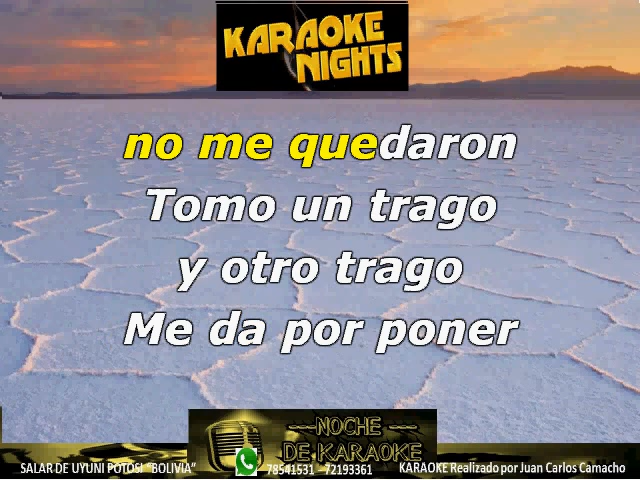 KARAOKE
NIGHTS
no me quedaron
Tomo un trago
y otro trago
Me da por poner
---NOCHE ---
DE KARAOKE
SALAR DE UYUNI POTOSI "BOLIVIA" 78541531 - 72193361 KARAOKE Realizado por Juan Carlos Camacho